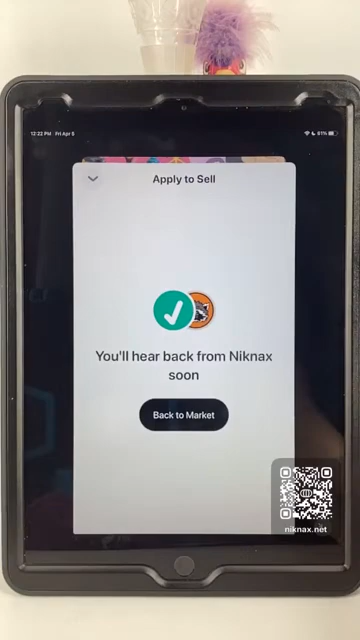 12:22 PM Fri Apr 5
61%
Apply to Sell
You'll hear back from Niknax
soon
Back to Market
niknax.net